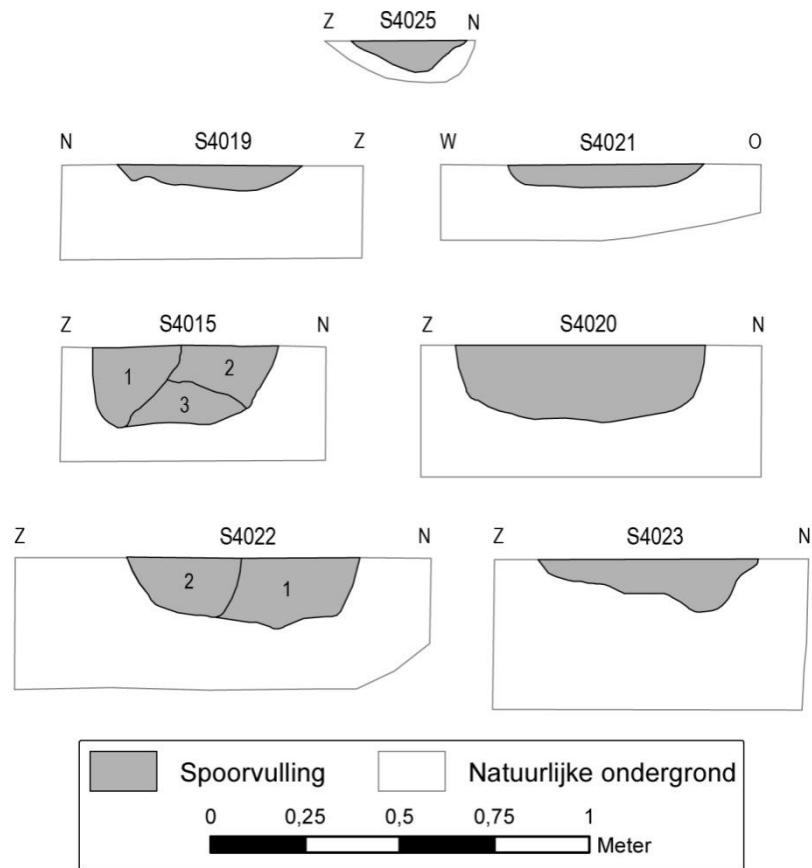 Z S4025 N
N S4019 Z
W S4021 O
Z S4015 N
1 2
3
Z S4020 N
Z S4022 N
2 1
Z S4023 N
Spoorvulling
Natuurlijke ondergrond
0 0,25 0,5 0,75 1
Meter